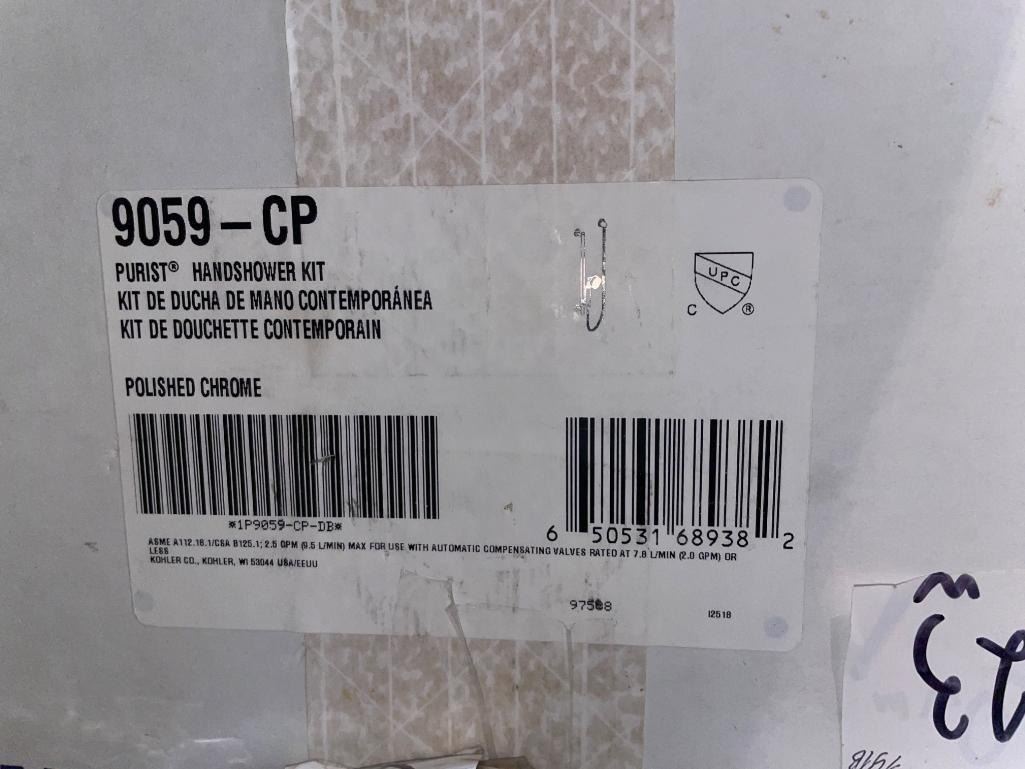 9059-CP
PURIST® HANDSHOWER KIT
KIT DE DUCHA DE MANO CONTEMPORÁNEA
KIT DE DOUCHETTE CONTEMPORAIN
UPC
C ®
POLISHED CHROME
*1P9059-CP-DB*
6 50531 68938 2
ASME A112.18.1/CSA B125.1; 2.5 GPM (9.5 L/MIN) MAX FOR USE WITH AUTOMATIC COMPENSATING VALVES RATED AT 7.6 L/MIN (2.0 GPM) OR
LESS
KOHLER CO., KOHLER, WI 53044 USA/EEUU
12518